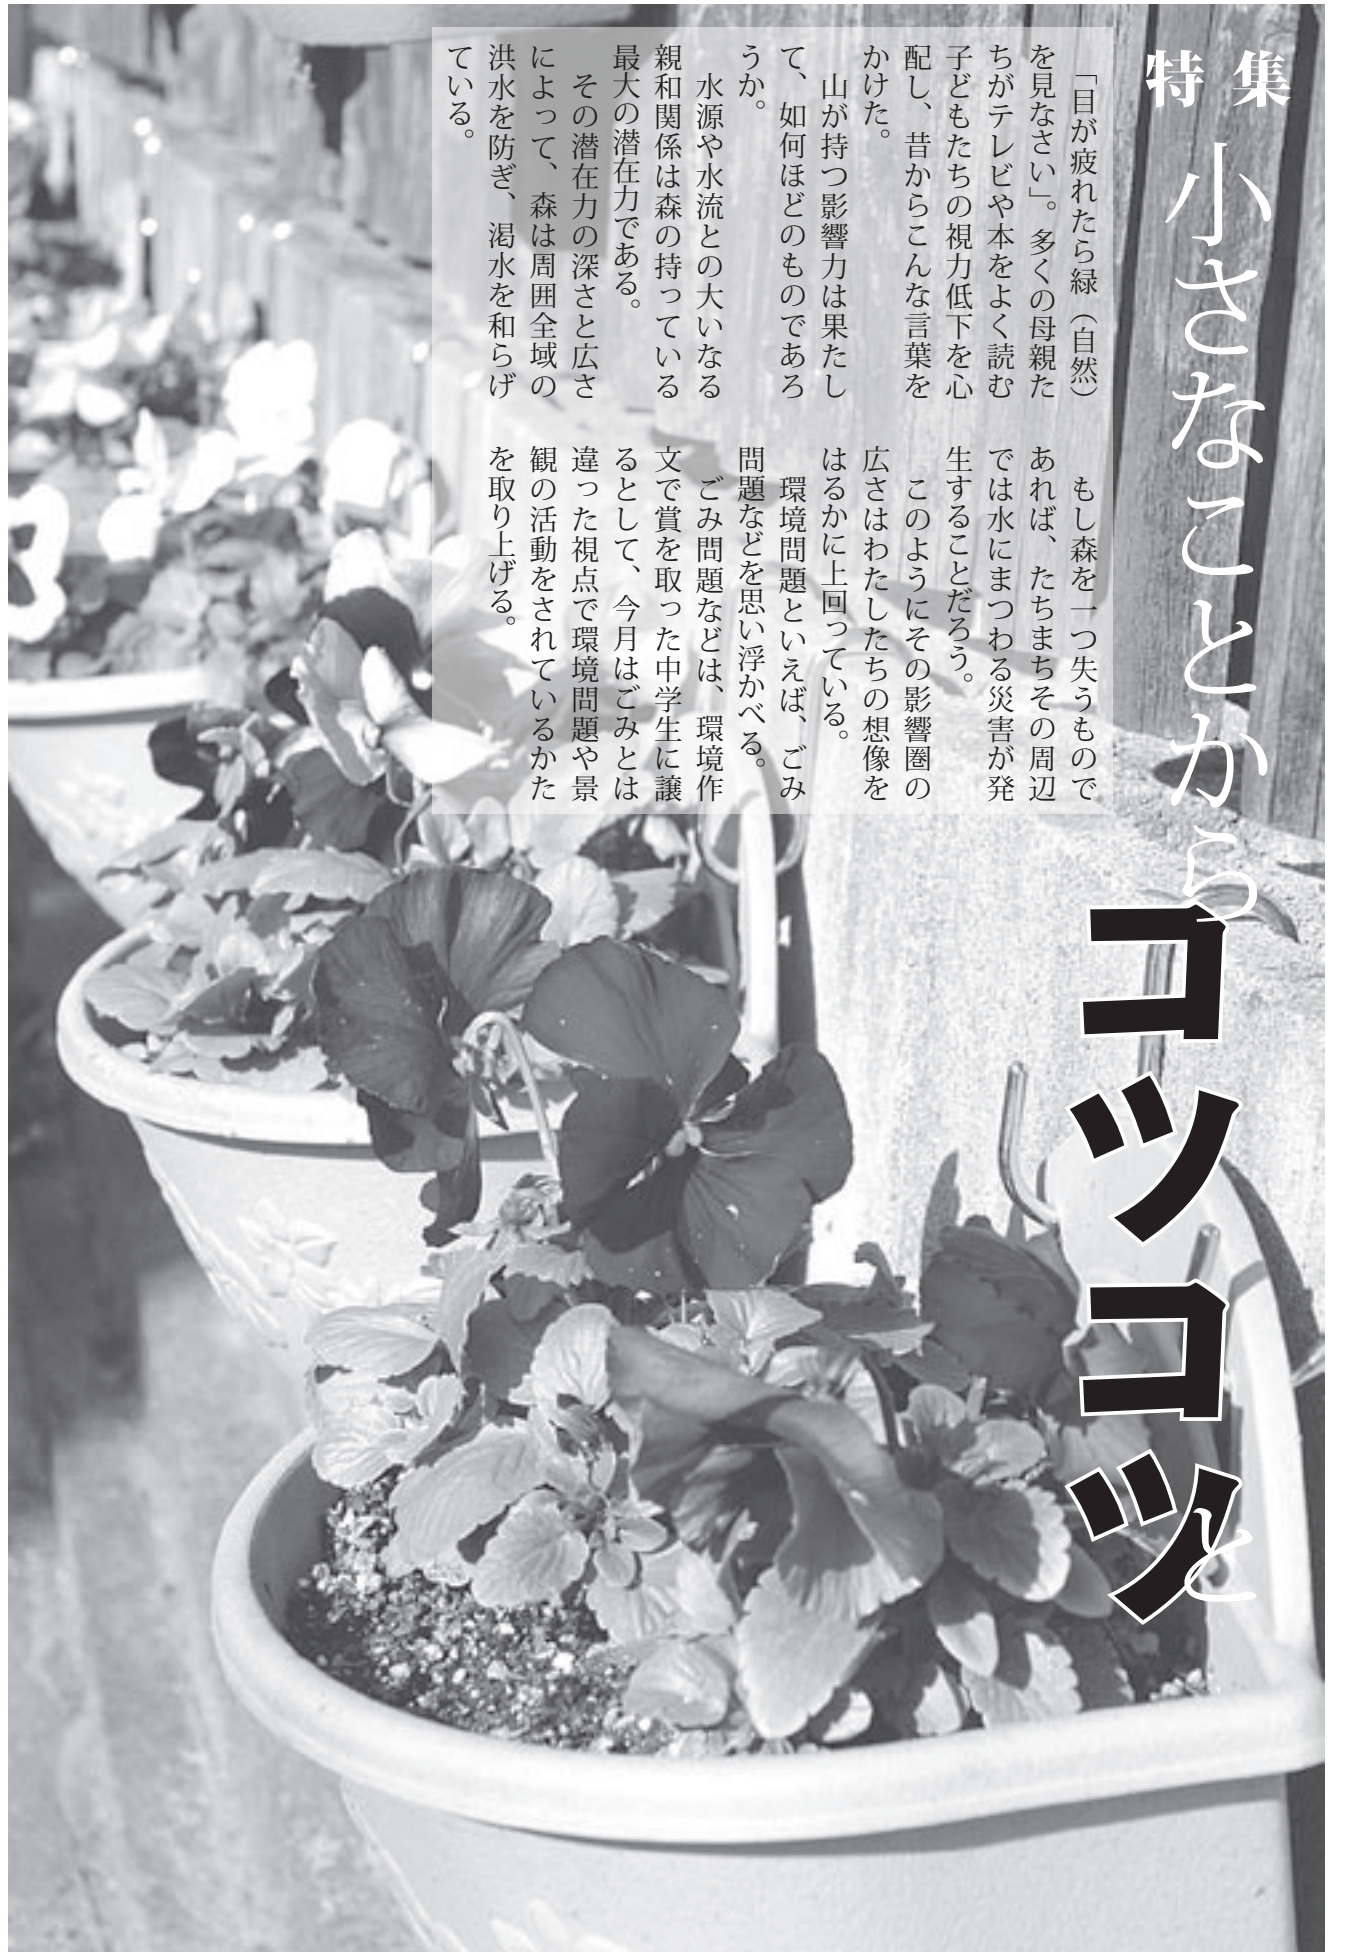 特集
小さなことからコツコツと
「目が疲れたら緑（自然）
を見なさい」。多くの母親た
ちがテレビや本をよく読む
子どもたちの視力低下を心
配し、昔からこんな言葉を
かけた。
山が持つ影響力は果たし
て、如何ほどのものであろ
うか。
水源や水流との大いなる
親和関係は森の持っている
最大の潜在力である。
その潜在力の深さと広さ
によって、森は周囲全域の
洪水を防ぎ、渇水を和らげ
ている。
もし森を一つ失うもので
あれば、たちまちその周辺
では水にまつわる災害が発
生することだろう。
このようにその影響圏の
広さはわたしたちの想像を
はるかに上回っている。
環境問題といえば、ごみ
問題などを思い浮かべる。
ごみ問題などは、環境作
文で賞を取った中学生に譲
るとして、今月はごみとは
違った視点で環境問題や景
観の活動をされているかた
を取り上げる。